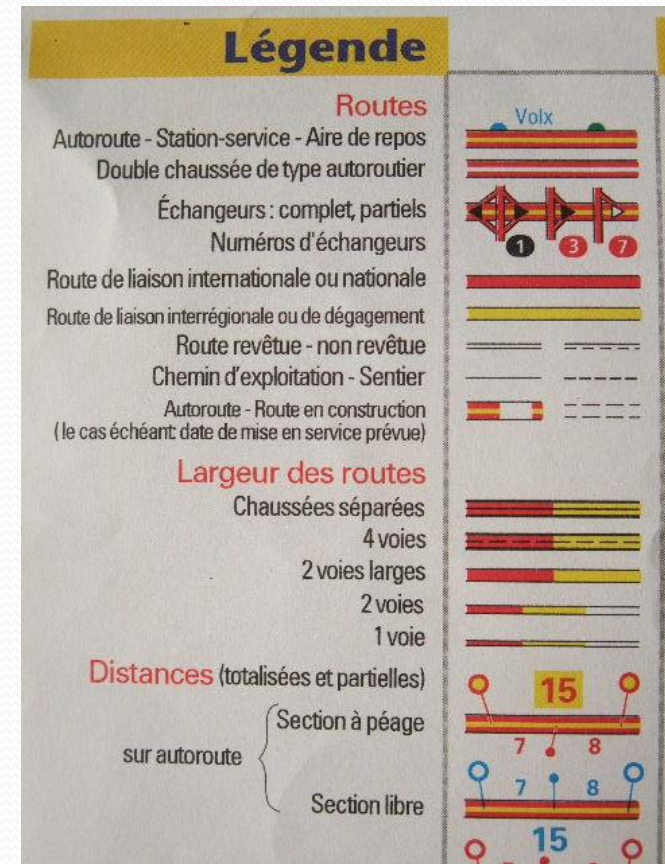 Légende
Routes
Volx
Autoroute - Station-service - Aire de repos
Double chaussée de type autoroutier
Échangeurs : complet, partiels
Numéros d'échangeurs
1 3 7
Route de liaison internationale ou nationale
Route de liaison interrégionale ou de dégagement
Route revêtue - non revêtue
Chemin d'exploitation - Sentier
Autoroute - Route en construction
(le cas échéant: date de mise en service prévue)
Largeur des routes
Chaussées séparées
4 voies
2 voies larges
2 voies
1 voie
Distances (totalisées et partielles)
15
Section à péage
7 8
sur autoroute
7 8
Section libre
15